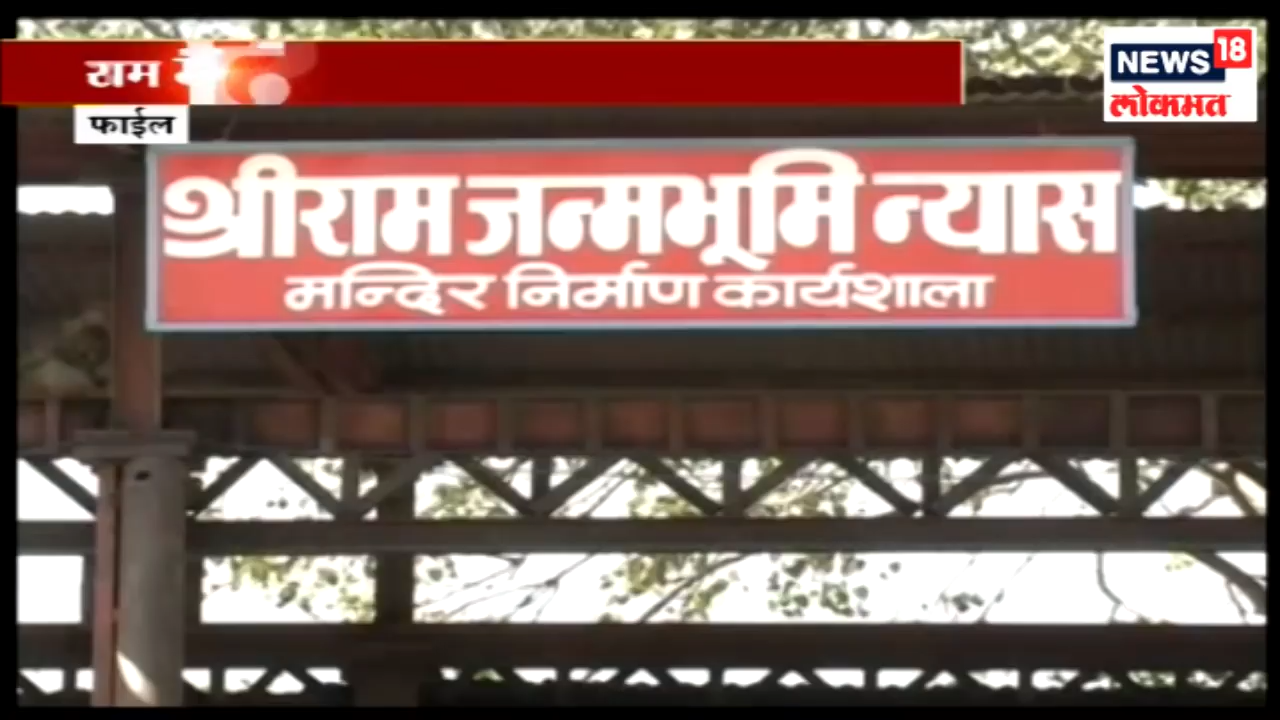 राम
NEWS 18
लोकमत
फाईल
श्रीराम जन्मभूमि न्यास
मन्दिर निर्माण कार्यशाला